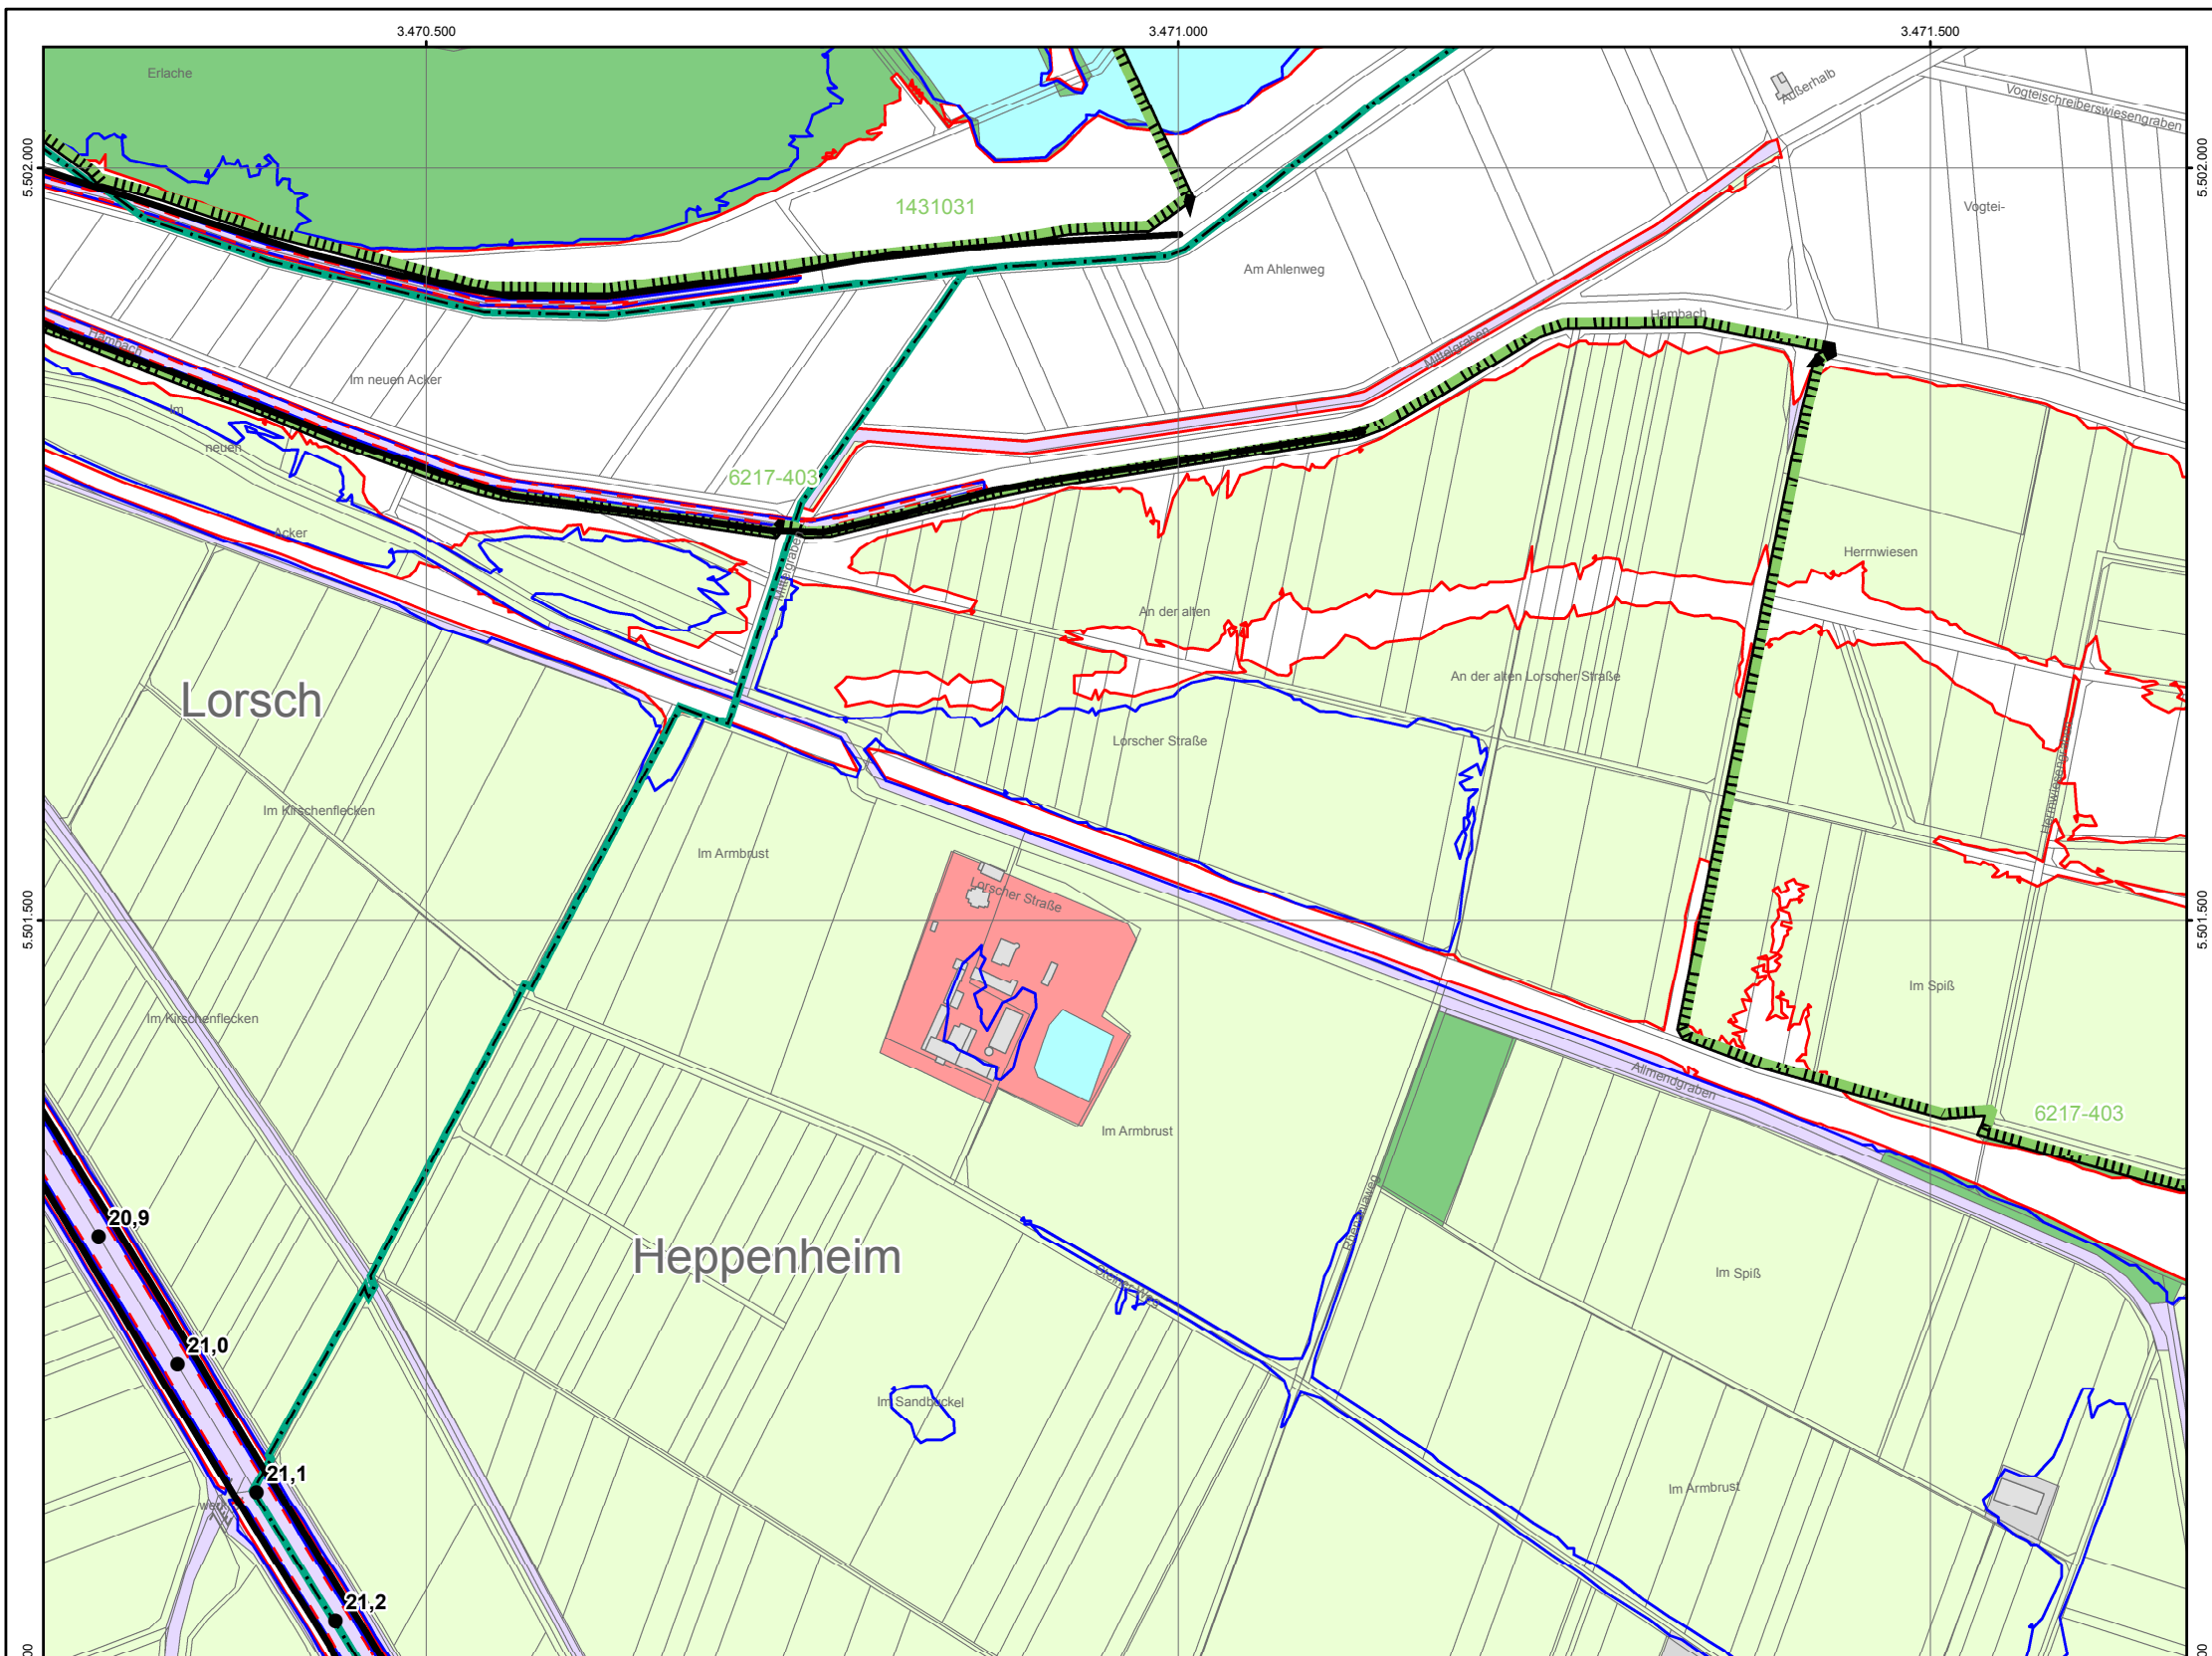 3.470.500
3.471.000
3.471.500
Erlache
Außerhalb
Vogteischreiberswiesengraben
5.502.000
5.502.000
1431031
Vogtei-
Am Ahlenweg
Hambach
Hambach
Mittelgraben
Im neuen Acker
Im
neuen
6217-403
Acker
Mittelgraben
Herrnwiesen
An der alten
An der alten Lorscher Straße
Lorsch
Lorscher Straße
Im Kirschenflecken
Im Armbrust
Lorscher Straße
5.501.500
5.501.500
Im Spiß
Im Kirschenflecken
Allmendgraben
6217-403
Im Armbrust
20,9
Heppenheim
Im Spiß
21,0
Im Sandbuckel
21,1
Im Armbrust
21,2